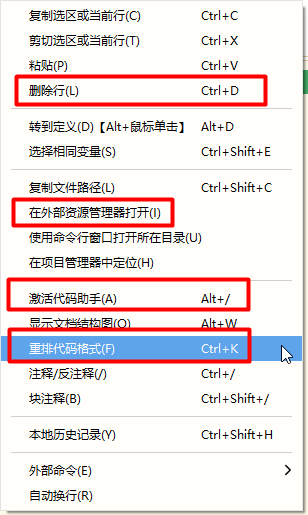 复制选区或当前行(C) Ctrl+C
剪切选区或当前行(T) Ctrl+X
粘贴(P) Ctrl+V
删除行(L) Ctrl+D
转到定义(D)【Alt+鼠标单击】 Alt+D
选择相同变量(S) Ctrl+Shift+E
复制文件路径(L) Ctrl+Shift+C
在外部资源管理器打开(I)
使用命令行窗口打开所在目录(U)
在项目管理器中定位(H)
激活代码助手(A) Alt+/
显示文档结构图(O) Alt+W
重排代码格式(F) Ctrl+K
注释/反注释(/) Ctrl+/
块注释(B) Ctrl+Shift+/
本地历史记录(Y) Ctrl+Shift+H
外部命令(E)
自动换行(R)